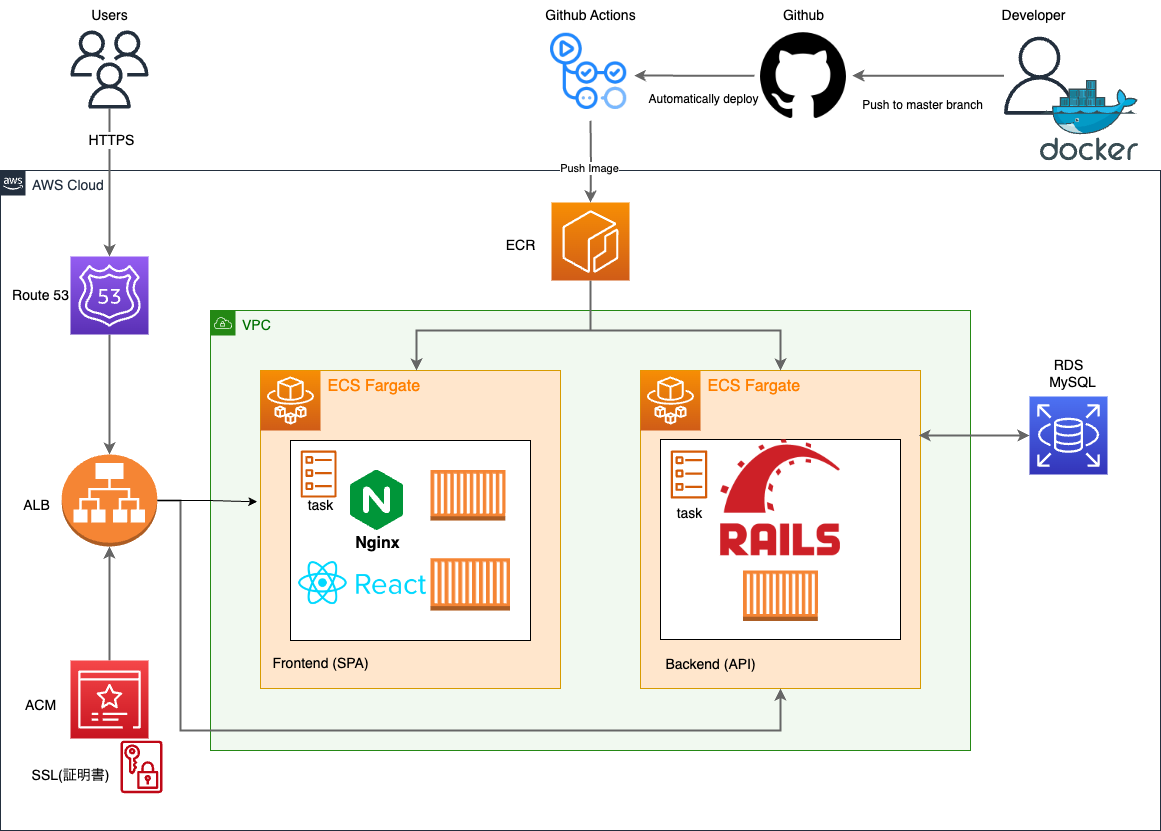 Users
Github Actions
Github
Developer
Automatically deploy
Push to master branch
docker
HTTPS
Push Image
aws
AWS Cloud
ECR
Route 53
53
VPC
ECS Fargate
ECS Fargate
RDS
MySQL
task
N
Nginx
React
task
RAILS
ALB
Frontend (SPA)
Backend (API)
ACM
SSL(証明書)